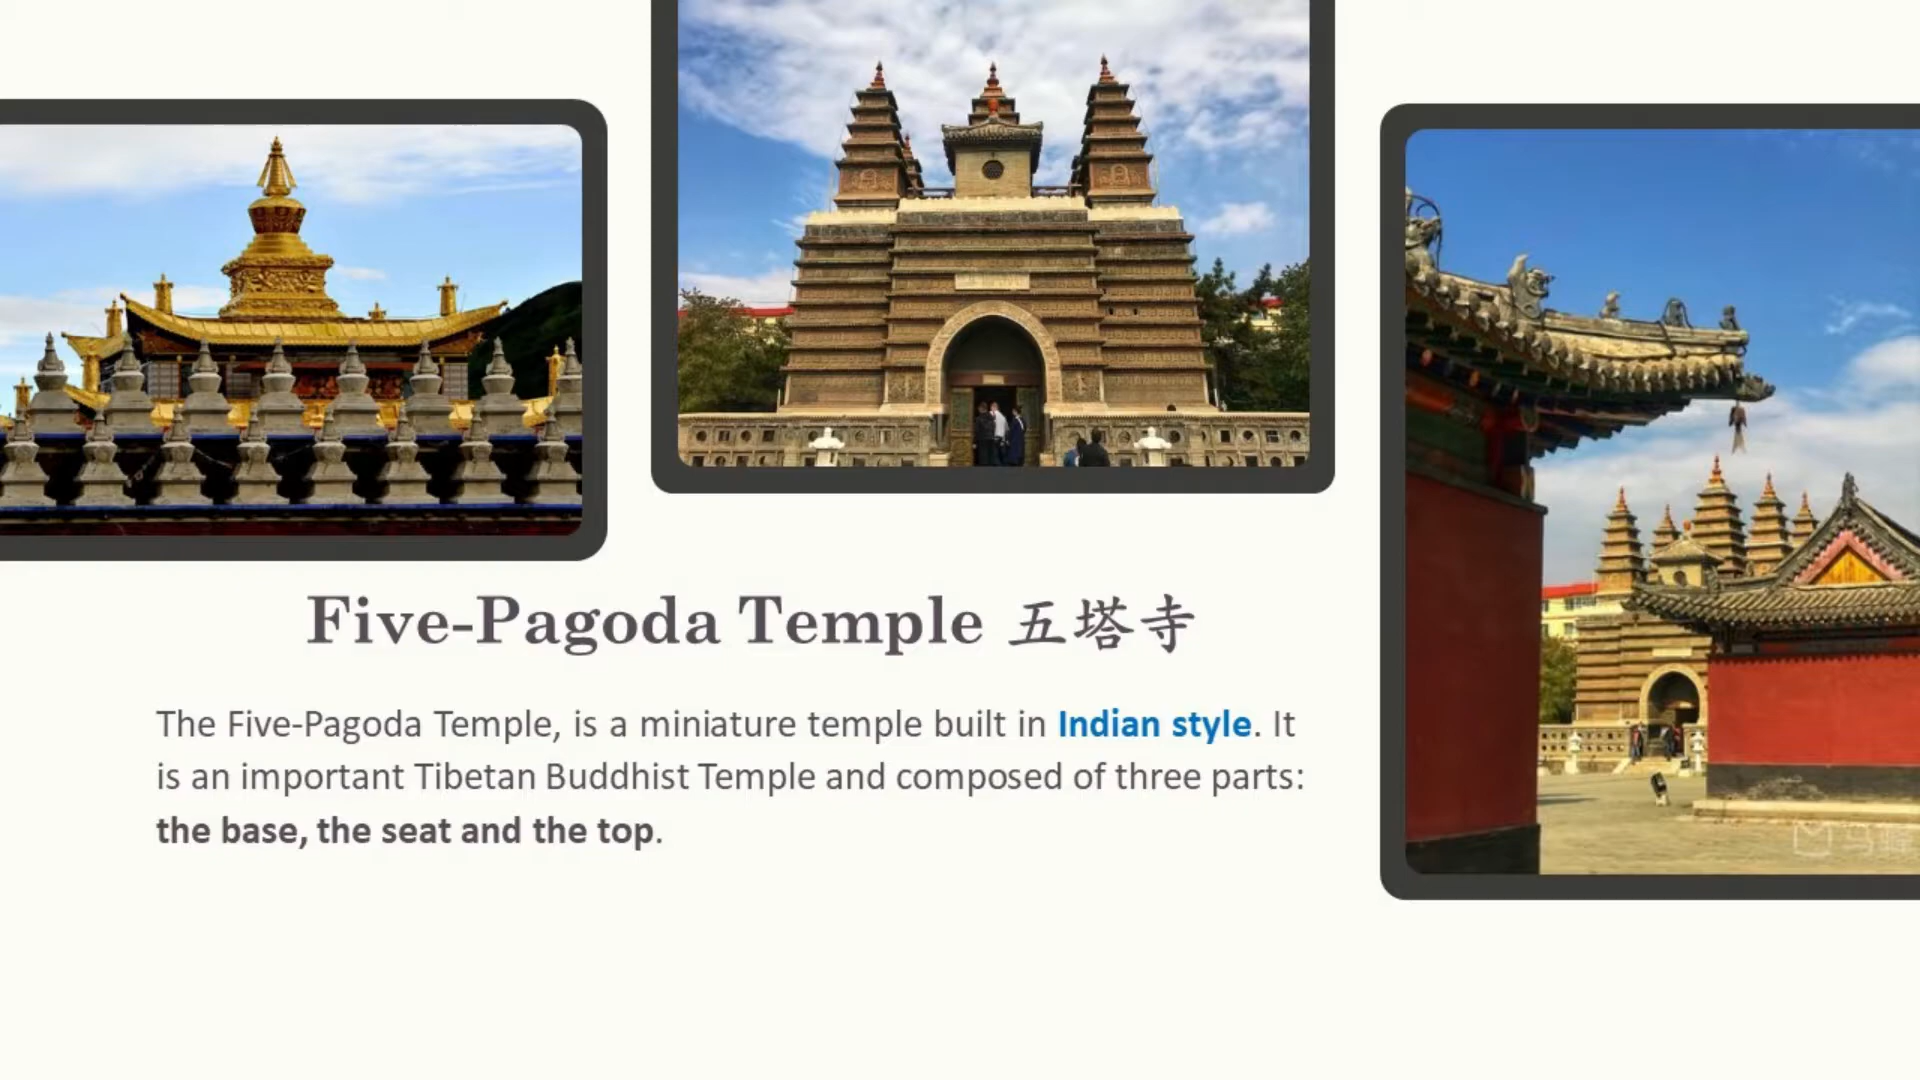 Five-Pagoda Temple 五塔寺
The Five-Pagoda Temple, is a miniature temple built in Indian style. It
is an important Tibetan Buddhist Temple and composed of three parts:
the base, the seat and the top.